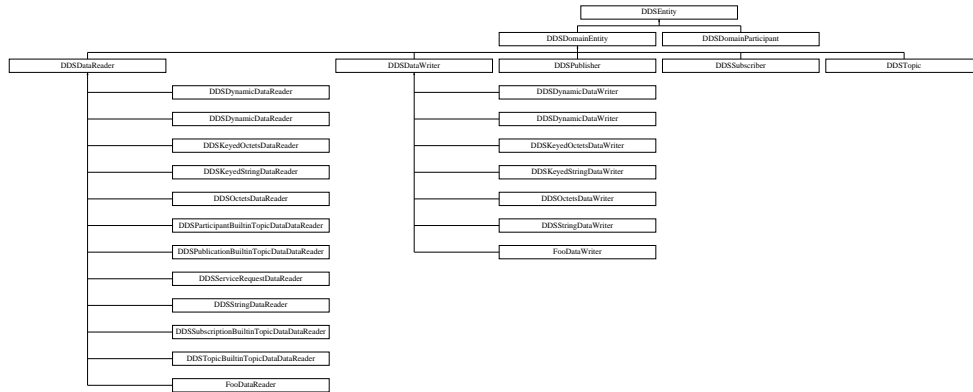 DDSEntity
DDSDomainEntity
DDSDomainParticipant
DDSDataReader
DDSDataWriter
DDSPublisher
DDSSubscriber
DDSTopic
DDSDynamicDataReader
DDSDynamicDataWriter
DDSDynamicDataReader
DDSDynamicDataWriter
DDSKeyedOctetsDataReader
DDSKeyedOctetsDataWriter
DDSKeyedStringDataReader
DDSKeyedStringDataWriter
DDSOctetsDataReader
DDSOctetsDataWriter
DDSParticipantBuiltinTopicDataDataReader
DDSStringDataWriter
DDSPublicationBuiltinTopicDataDataReader
FooDataWriter
DDSServiceRequestDataReader
DDSStringDataReader
DDSSubscriptionBuiltinTopicDataDataReader
DDSTopicBuiltinTopicDataDataReader
FooDataReader